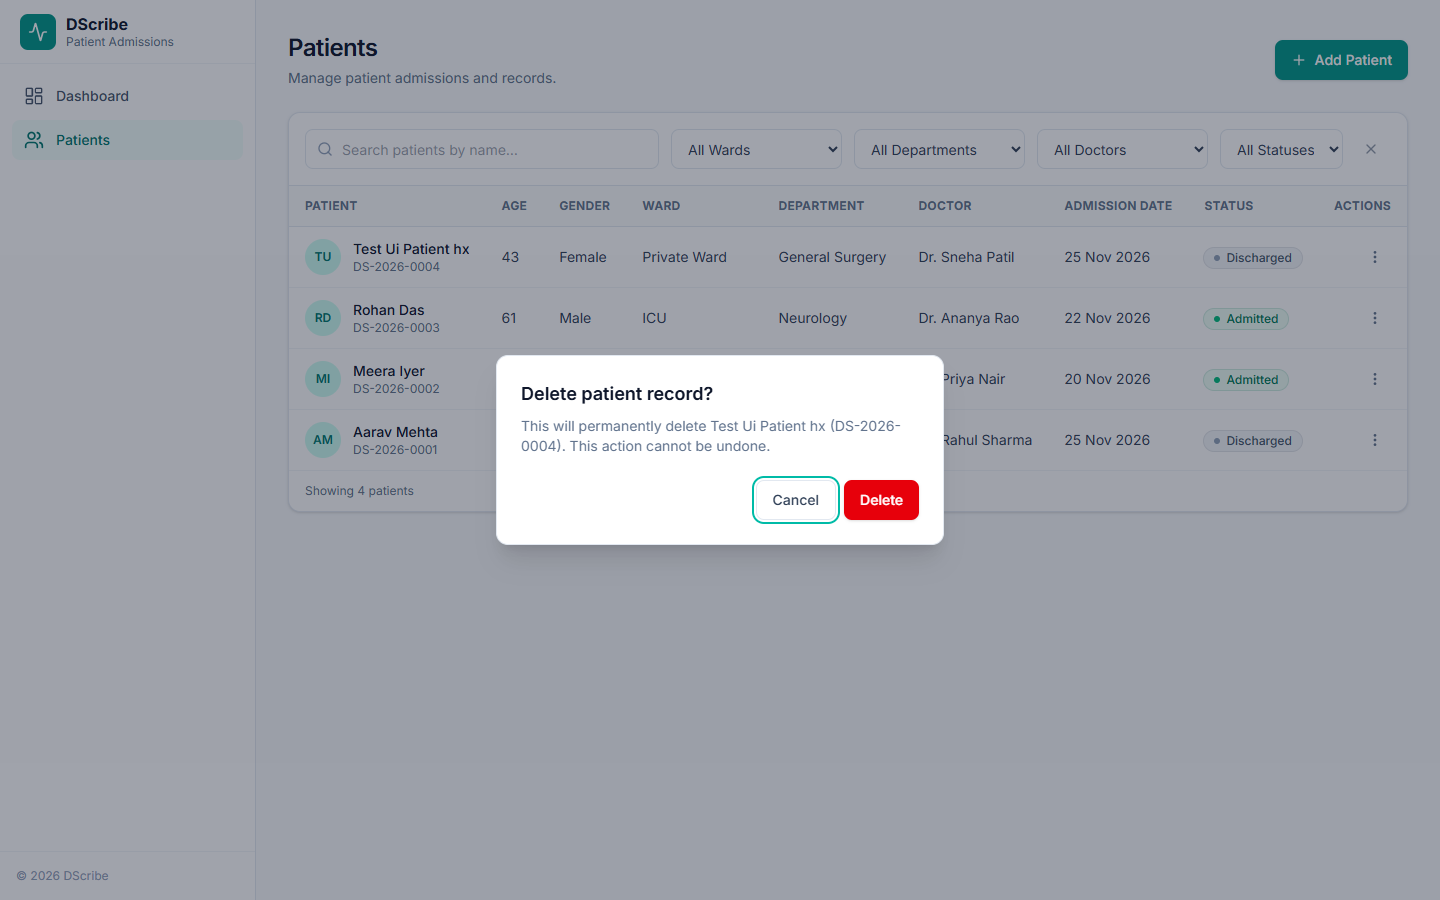 DScribe
Patient Admissions
Dashboard
Patients
© 2026 DScribe
Patients
Manage patient admissions and records.
Add Patient
Search patients by name...
All Wards
All Departments
All Doctors
All Statuses
PATIENT AGE GENDER WARD DEPARTMENT DOCTOR ADMISSION DATE STATUS ACTIONS
TU Test Ui Patient hx 43 Female Private Ward General Surgery Dr. Sneha Patil 25 Nov 2026 Discharged
DS-2026-0004
RD Rohan Das 61 Male ICU Neurology Dr. Ananya Rao 22 Nov 2026 Admitted
DS-2026-0003
MI Meera Iyer Priya Nair 20 Nov 2026 Admitted
DS-2026-0002
AM Aarav Mehta Rahul Sharma 25 Nov 2026 Discharged
DS-2026-0001
Showing 4 patients
Delete patient record?
This will permanently delete Test Ui Patient hx (DS-2026-
0004). This action cannot be undone.
Cancel
Delete